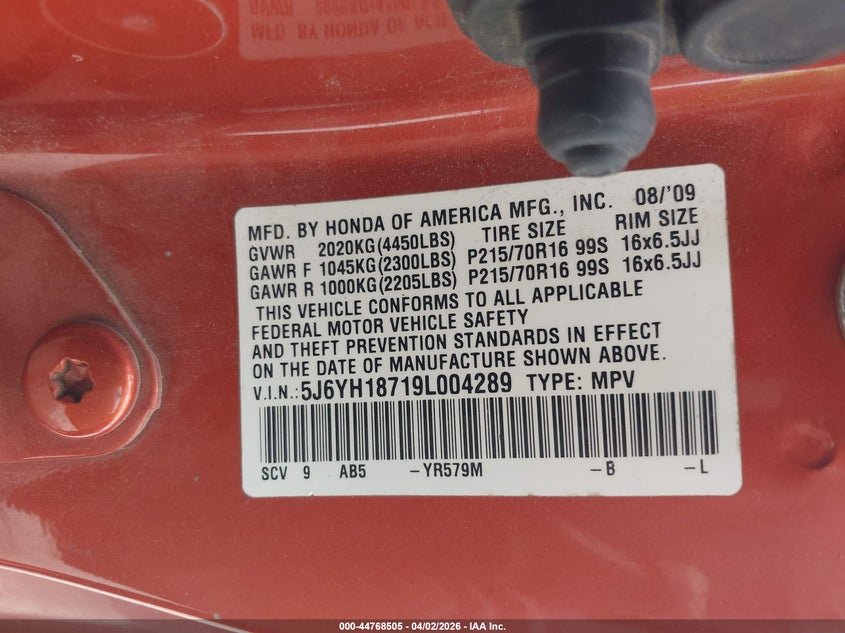 MFD. BY HONDA OF AMERICA MFG., INC. 08/'09
GVWR 2020KG(4450LBS) TIRE SIZE RIM SIZE
GAWR F 1045KG(2300LBS) P215/70R16 99S 16x6.5JJ
GAWR R 1000KG(2205LBS) P215/70R16 99S 16x6.5JJ
THIS VEHICLE CONFORMS TO ALL APPLICABLE
FEDERAL MOTOR VEHICLE SAFETY
AND THEFT PREVENTION STANDARDS IN EFFECT
ON THE DATE OF MANUFACTURE SHOWN ABOVE.
V.I.N.: 5J6YH18719L004289 TYPE: MPV
SCV 9 AB5 -YR579M -B -L
000-44768505 - 04/02/2026 - IAA Inc.